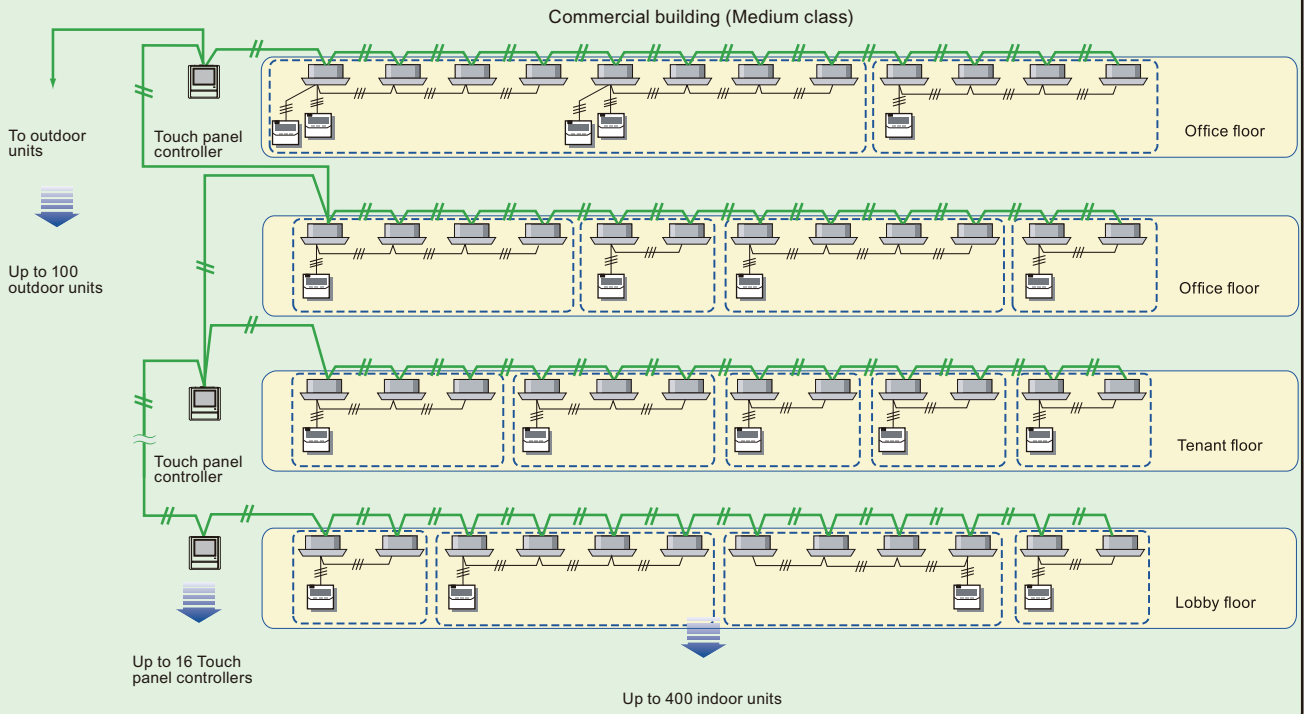 Commercial building (Medium class)
To outdoor
units
Touch panel
controller
Office floor
Up to 100
outdoor units
Office floor
Touch panel
controller
Tenant floor
Lobby floor
Up to 16 Touch
panel controllers
Up to 400 indoor units